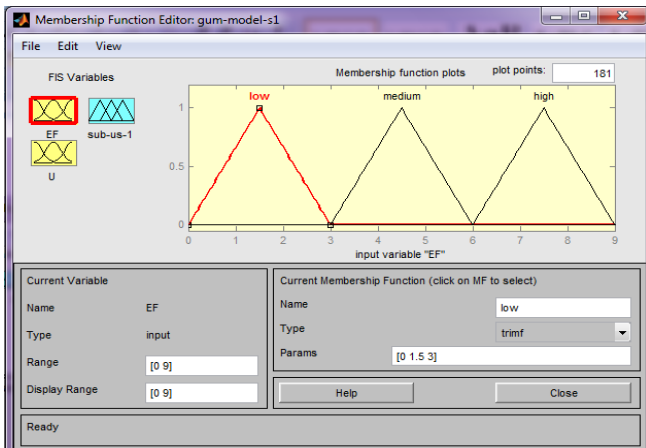 Membership Function Editor: gum-model-s1
File Edit View
FIS Variables
Membership function plots plot points: 181
EF sub-us-1
U
low medium high
1
0.5
0
0 1 2 3 4 5 6 7 8 9
input variable "EF"
Current Variable
Name EF
Type input
Range [0 9]
Display Range [0 9]
Current Membership Function (click on MF to select)
Name low
Type trimf
Params [0 1.5 3]
Help Close
Ready